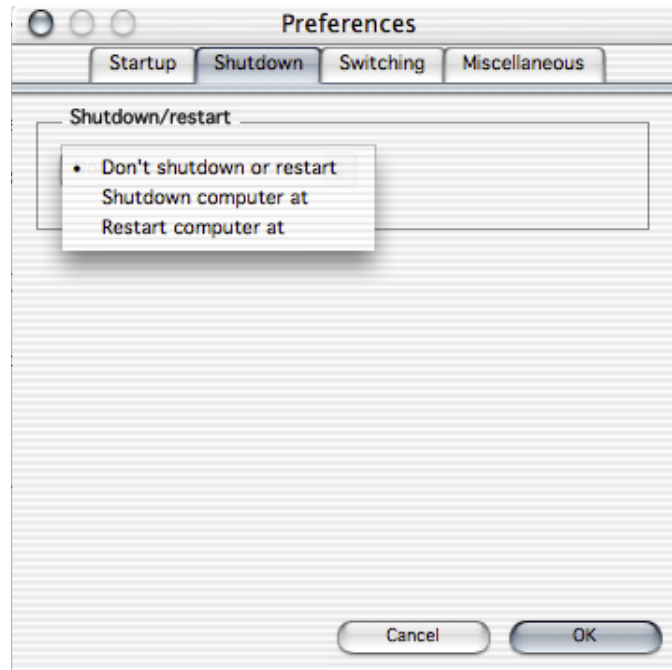 Preferences
Startup Shutdown Switching Miscellaneous
Shutdown/restart
• Don't shutdown or restart
Shutdown computer at
Restart computer at
Cancel OK